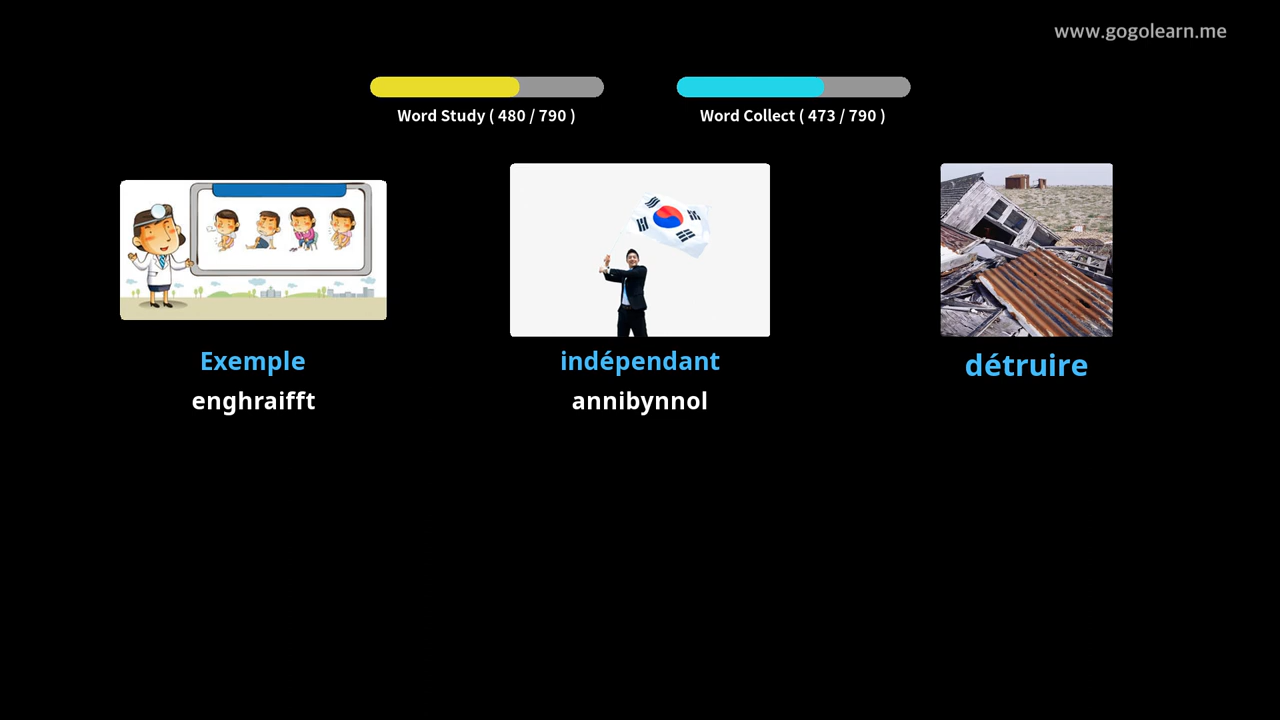 www.gogolearn.me
Word Study ( 480 / 790 )
Word Collect ( 473 / 790 )
Exemple
enghraifft
indépendant
annibynnol
détruire